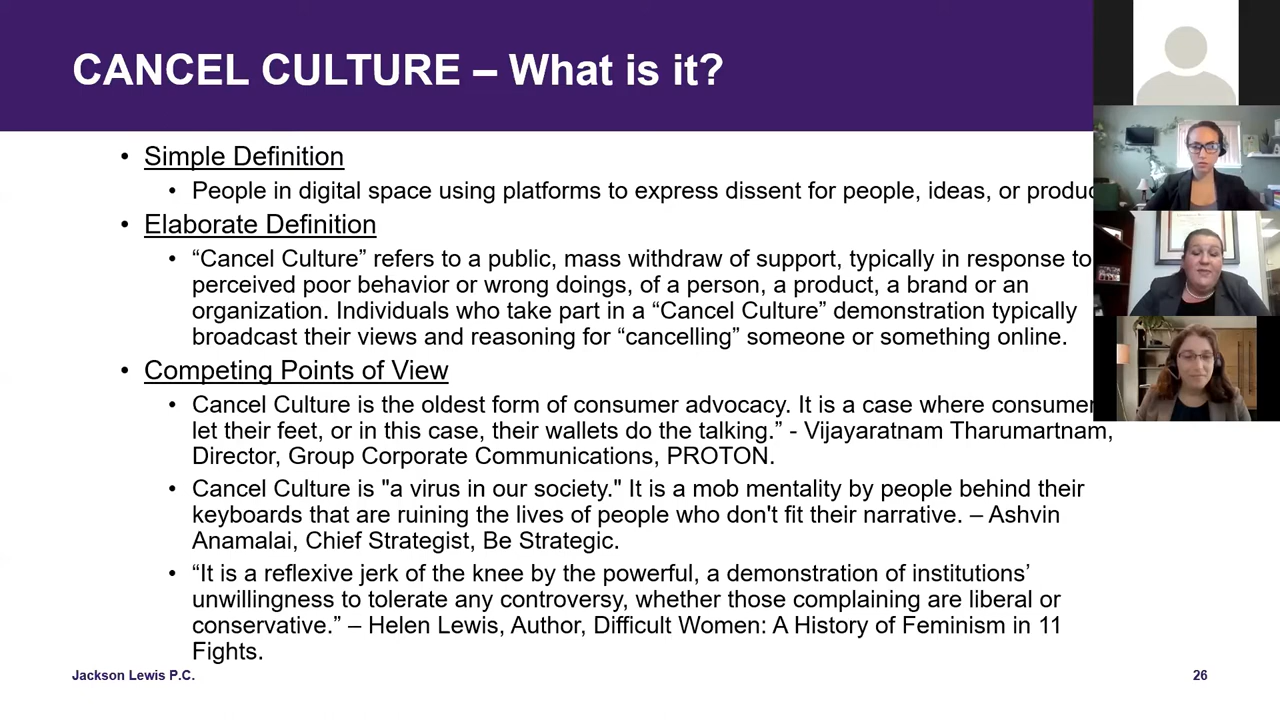 CANCEL CULTURE – What is it?
• Simple Definition
• People in digital space using platforms to express dissent for people, ideas, or
• Elaborate Definition
• “Cancel Culture” refers to a public, mass withdraw of support, typically in response to
perceived poor behavior or wrong doings, of a person, a product, a brand or an
organization. Individuals who take part in a “Cancel Culture” demonstration typically
broadcast their views and reasoning for “cancelling” someone or something online.
• Competing Points of View
• Cancel Culture is the oldest form of consumer advocacy. It is a case where consumer
let their feet, or in this case, their wallets do the talking.” - Vijayaratnam Tharumartnam,
Director, Group Corporate Communications, PROTON.
• Cancel Culture is "a virus in our society." It is a mob mentality by people behind their
keyboards that are ruining the lives of people who don't fit their narrative. – Ashvin
Anamalai, Chief Strategist, Be Strategic.
• “It is a reflexive jerk of the knee by the powerful, a demonstration of institutions’
unwillingness to tolerate any controversy, whether those complaining are liberal or
conservative.” – Helen Lewis, Author, Difficult Women: A History of Feminism in 11
Fights.
Jackson Lewis P.C.
26